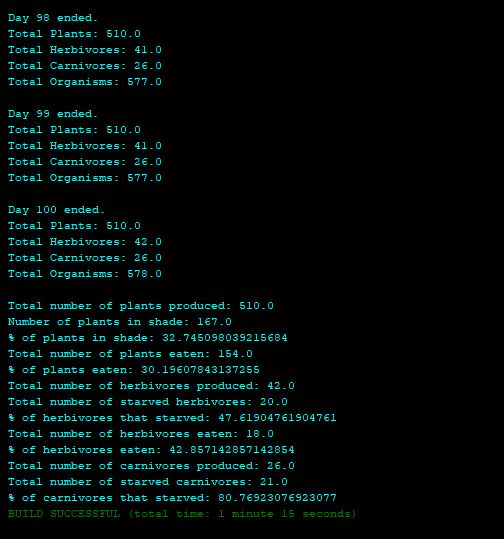 Day 98 ended.
Total Plants: 510.0
Total Herbivores: 41.0
Total Carnivores: 26.0
Total Organisms: 577.0
Day 99 ended.
Total Plants: 510.0
Total Herbivores: 41.0
Total Carnivores: 26.0
Total Organisms: 577.0
Day 100 ended.
Total Plants: 510.0
Total Herbivores: 42.0
Total Carnivores: 26.0
Total Organisms: 578.0
Total number of plants produced: 510.0
Number of plants in shade: 167.0
% of plants in shade: 32.745098039215684
Total number of plants eaten: 154.0
% of plants eaten: 30.19607843137255
Total number of herbivores produced: 42.0
Total number of starved herbivores: 20.0
% of herbivores that starved: 47.61904761904761
Total number of herbivores eaten: 18.0
% of herbivores eaten: 42.857142857142854
Total number of carnivores produced: 26.0
Total number of starved carnivores: 21.0
% of carnivores that starved: 80.76923076923077
BUILD SUCCESSFUL (total time: 1 minute 15 seconds)